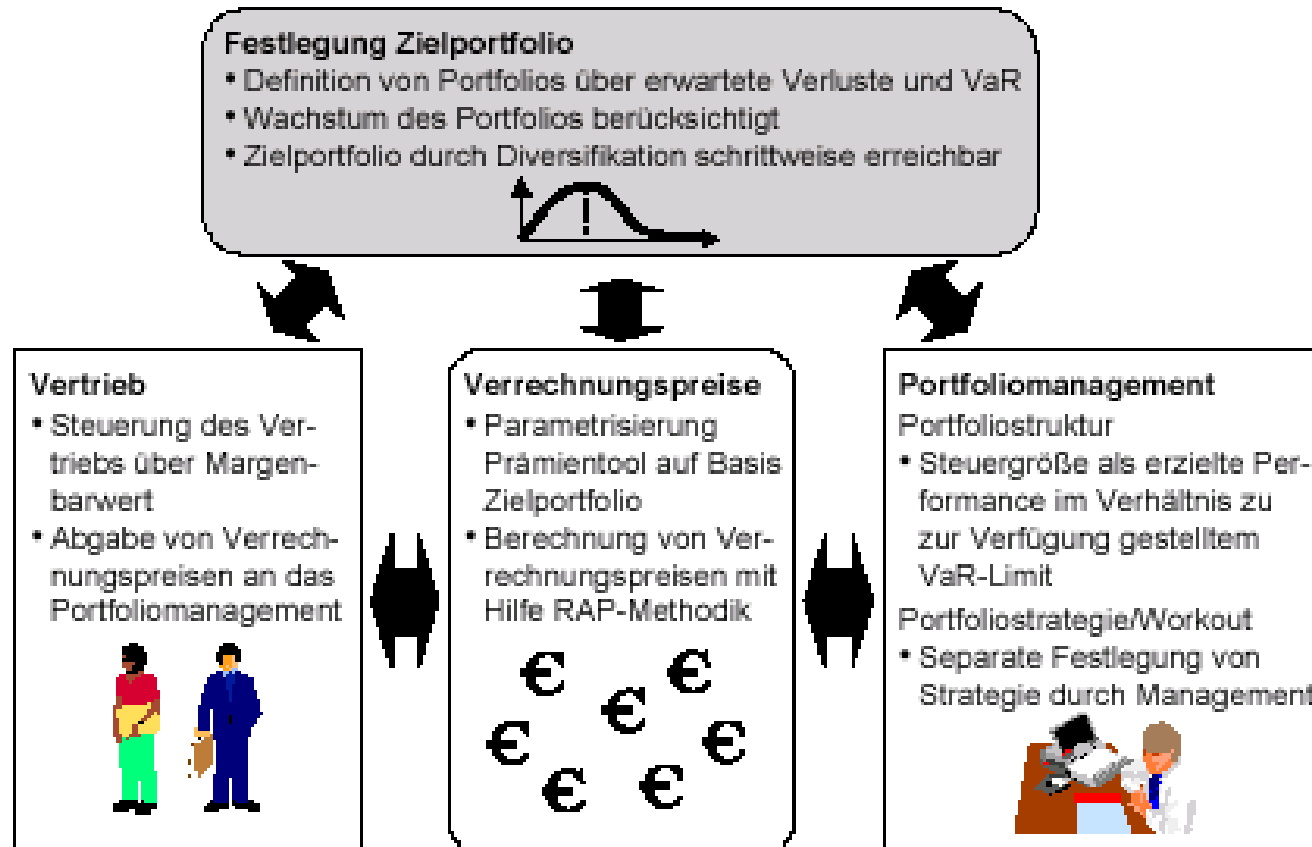 Festlegung Zielportfolio
• Definition von Portfolios über erwartete Verluste und VaR
• Wachstum des Portfolios berücksichtigt
• Zielportfolio durch Diversifikation schrittweise erreichbar
Vertrieb
• Steuerung des Ver-
triebs über Margen-
barwert
• Abgabe von Verrech-
nungspreisen an das
Portfoliomanagement
Verrechnungspreise
• Parametrisierung
Prämientool auf Basis
Zielportfolio
• Berechnung von Ver-
rechnungspreisen mit
Hilfe RAP-Methodik
€ € € € € € €
Portfoliomanagement
Portfoliostruktur
• Steuergröße als erzielte Per-
formance im Verhältnis zu
zur Verfügung gestelltem
VaR-Limit
Portfoliostrategie/Workout
• Separate Festlegung von
Strategie durch Management